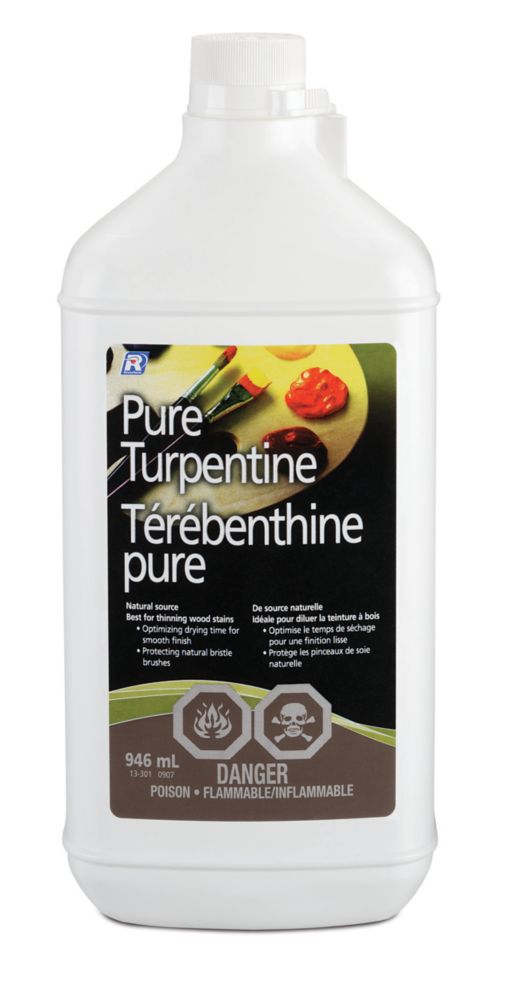 R
Pure
Turpentine
Térébenthine
pure
Natural source
Best for thinning wood stains
• Optimizing drying time for
smooth finish
• Protecting natural bristle
brushes
De source naturelle
Idéale pour diluer la teinture à bois
• Optimise le temps de séchage
pour une finition lisse
• Protège les pinceaux de soie
naturelle
946 mL
13-301 0907
DANGER
POISON • FLAMMABLE/INFLAMMABLE